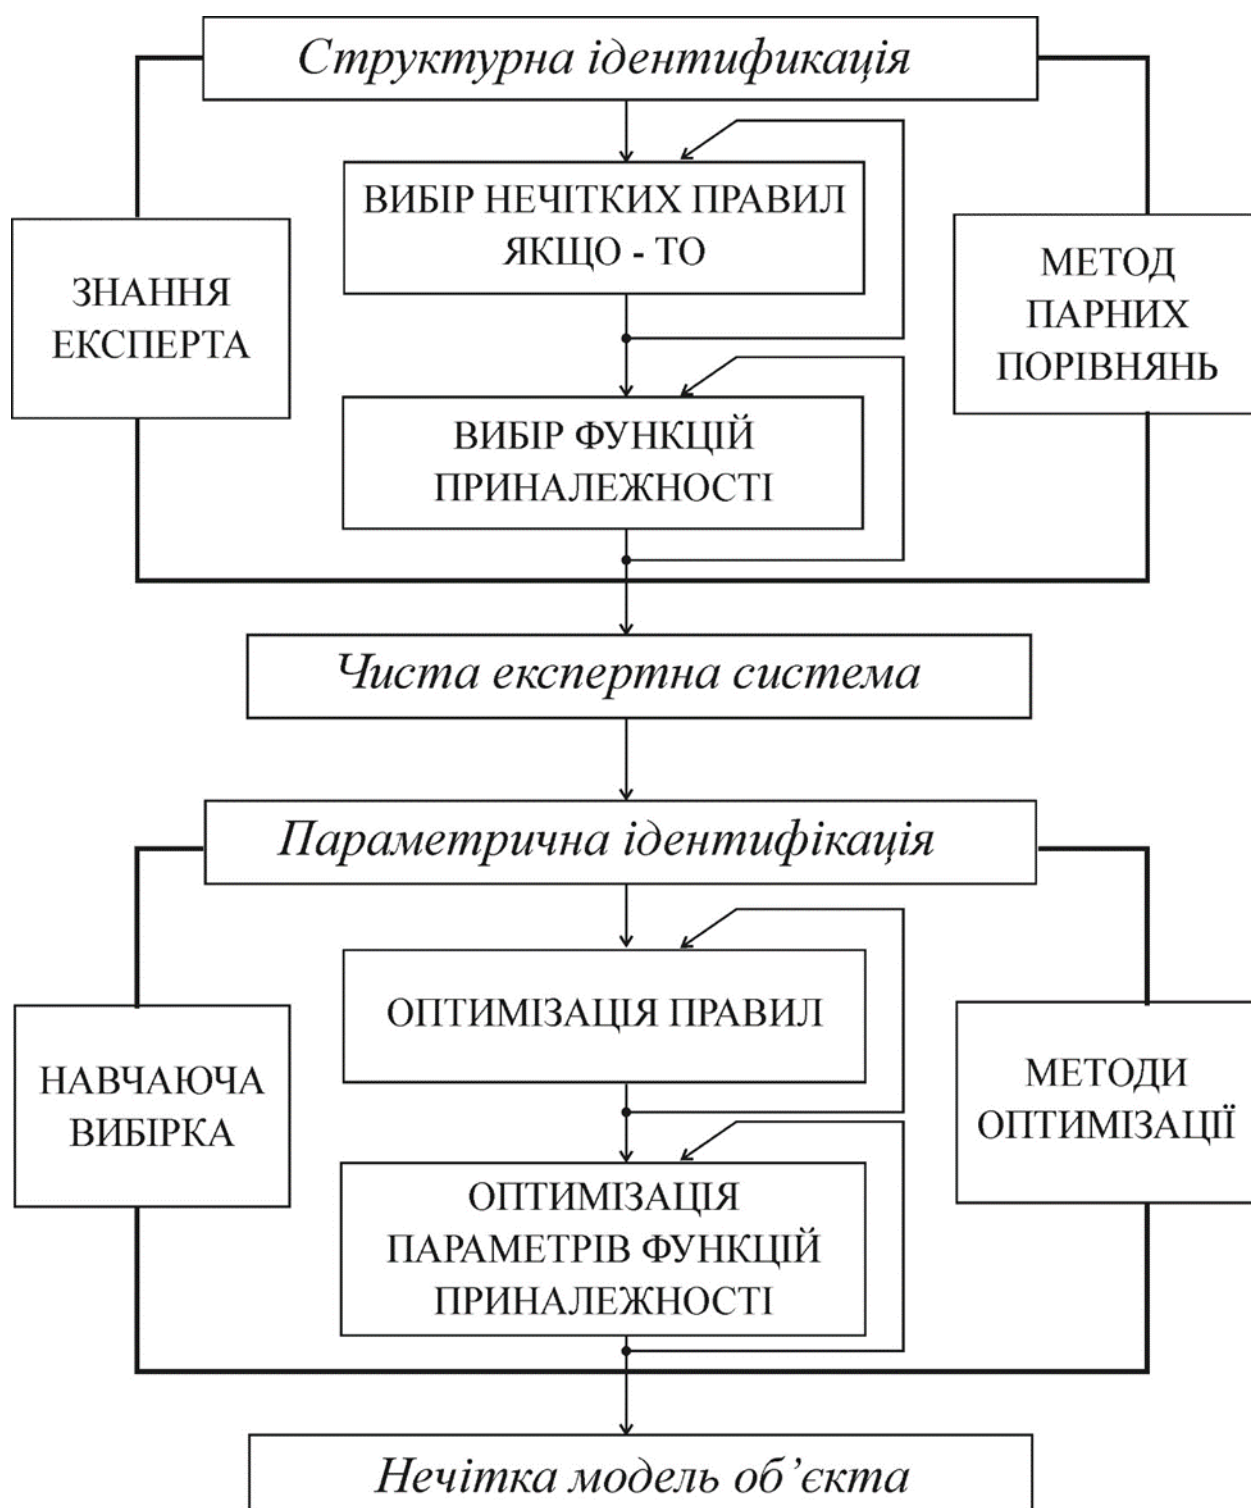 Структурна ідентификація
ВИБІР НЕЧІТКИХ ПРАВИЛ
ЯКЩО - ТО
ЗНАННЯ
ЕКСПЕРТА
МЕТОД
ПАРНИХ
ПОРІВНЯНЬ
ВИБІР ФУНКЦІЙ
ПРИНАЛЕЖНОСТІ
Чиста експертна система
Параметрична ідентифікація
ОПТИМІЗАЦІЯ ПРАВИЛ
НАВЧАЮЧА
ВИБІРКА
МЕТОДИ
ОПТИМІЗАЦІЇ
ОПТИМІЗАЦІЯ
ПАРАМЕТРІВ ФУНКЦІЙ
ПРИНАЛЕЖНОСТІ
Нечітка модель об’єкта